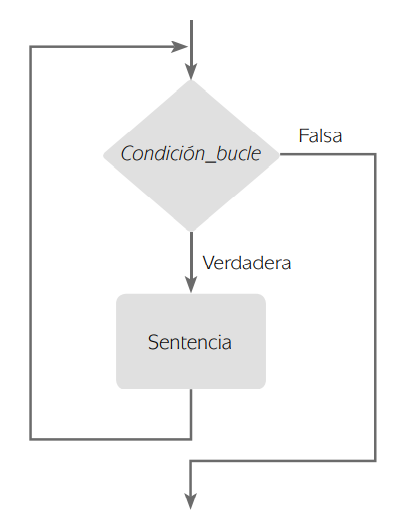 Condición_bucle
Falsa
Verdadera
Sentencia